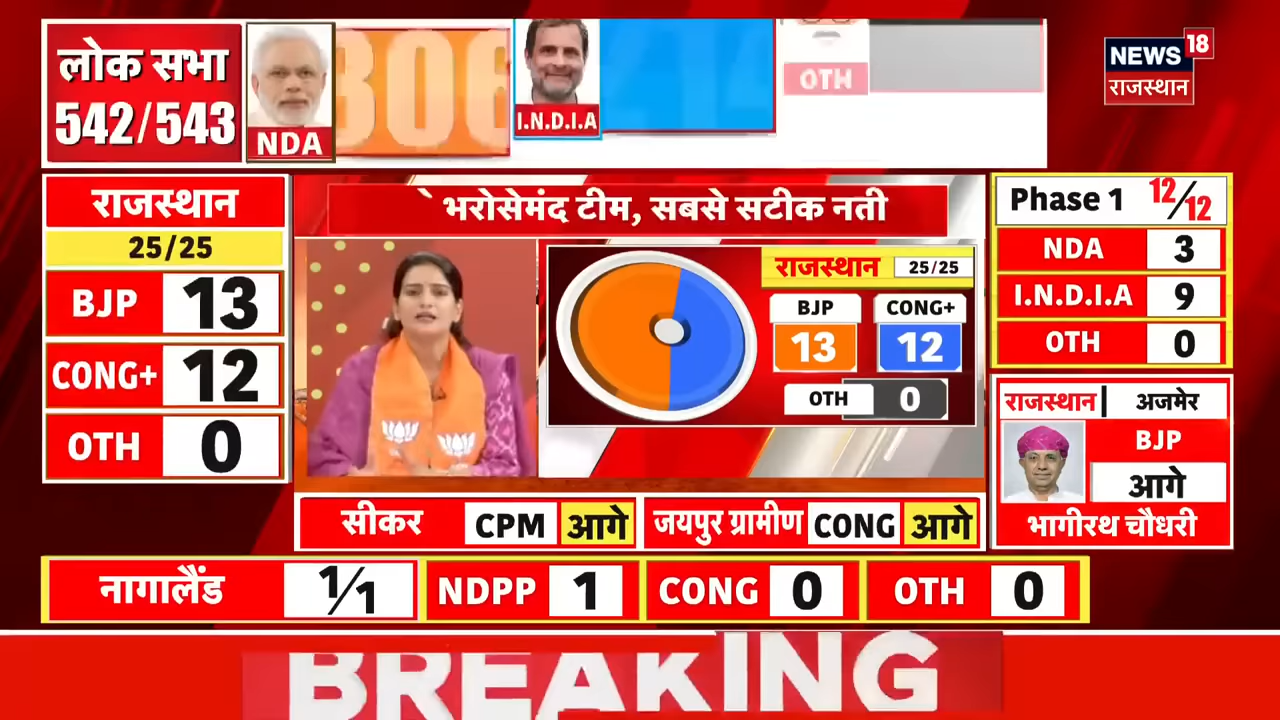 लोक सभा
542/543
NDA
306
I.N.D.I.A
OTH
NEWS 18
राजस्थान
राजस्थान
25/25
BJP 13
CONG+ 12
OTH 0
भरोसेमंद टीम, सबसे सटीक नती
राजस्थान 25/25
BJP CONG+
13 12
OTH 0
Phase 1 12/12
NDA 3
I.N.D.I.A 9
OTH 0
राजस्थान अजमेर
BJP
आगे
भागीरथ चौधरी
सीकर CPM आगे जयपुर ग्रामीण CONG आगे
नागालैंड 1/1 NDPP 1 CONG 0 OTH 0
BREAKING